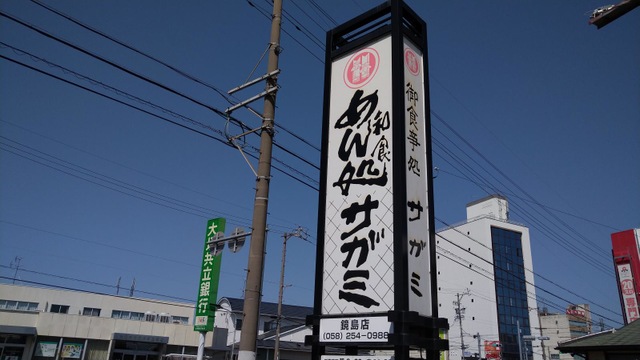 和食
めん処
サガミ
御食事処 サガミ
鏡島店
(058) 254-0889
大垣共立銀行